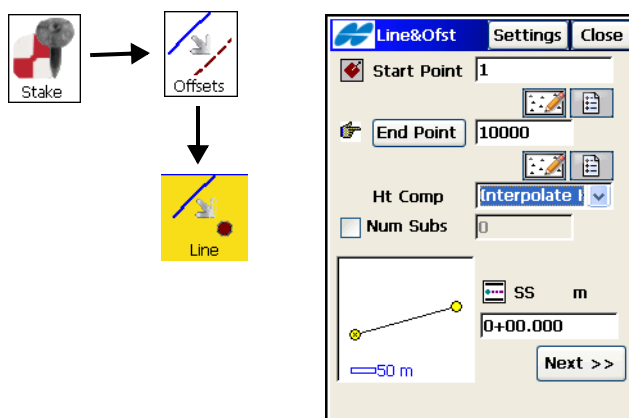 Stake
Offsets
Line
Line&Ofst Settings Close
Start Point 1
End Point 10000
Ht Comp Interpolate H
Num Subs 0
SS m
0+00.000
50 m
Next >>